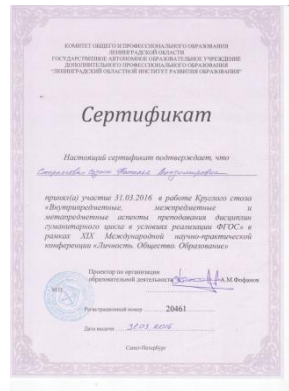 КОМИТЕТ ОБЩЕГО И ПРОФЕССИОНАЛЬНОГО ОБРАЗОВАНИЯ
ЛЕНИНГРАДСКОЙ ОБЛАСТИ
ГОСУДАРСТВЕННОЕ АВТОНОМНОЕ ОБРАЗОВАТЕЛЬНОЕ УЧРЕЖДЕНИЕ
ДОПОЛНИТЕЛЬНОГО ПРОФЕССИОНАЛЬНОГО ОБРАЗОВАНИЯ
"ЛЕНИНГРАДСКИЙ ОБЛАСТНОЙ ИНСТИТУТ РАЗВИТИЯ ОБРАЗОВАНИЯ"
Сертификат
Настоящий сертификат подтверждает, что
Наталья Владимировна
принял(а) участие 31.03.2016 в работе Круглого стола
«Внутрипредметные, межпредметные и
метапредметные аспекты преподавания дисциплин
гуманитарного цикла в условиях реализации ФГОС» в
рамках XIX Международной научно-практической
конференции «Личность. Общество. Образование»
Проректор по организации
образовательной деятельности А.М.Фофанов
М.П.
Регистрационный номер 20461
Дата выдачи 31.03.2016
Санкт-Петербург